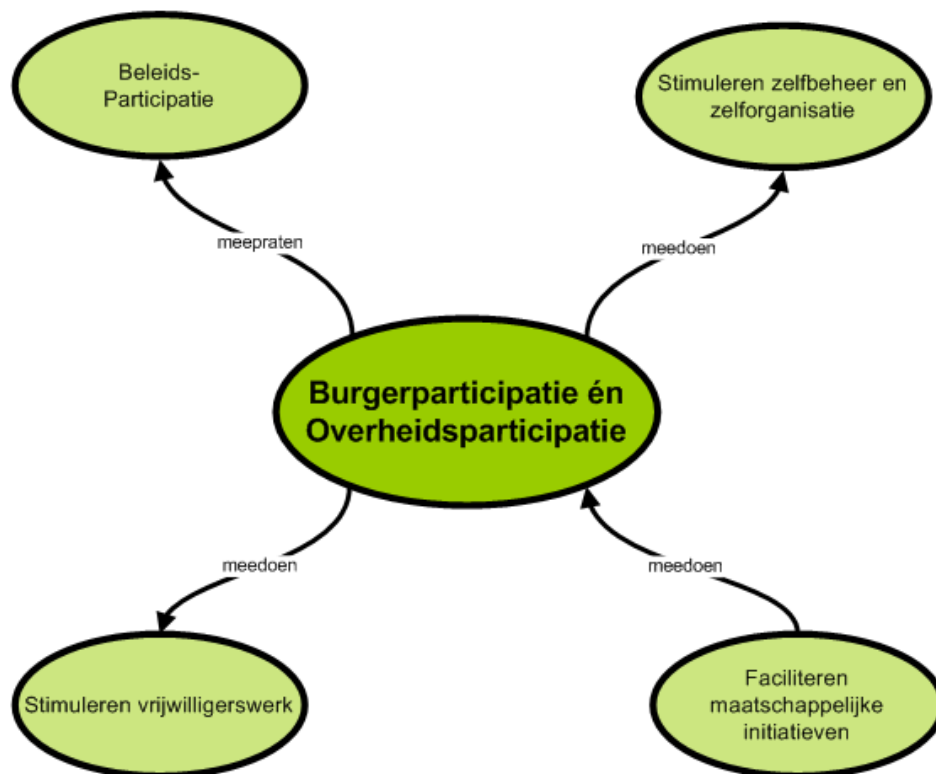 Beleids-
Participatie
Stimuleren zelfbeheer en
zelforganisatie
meepraten
meedoen
Burgerparticipatie én
Overheidsparticipatie
meedoen
meedoen
Stimuleren vrijwilligerswerk
Faciliteren
maatschappelijke
initiatieven